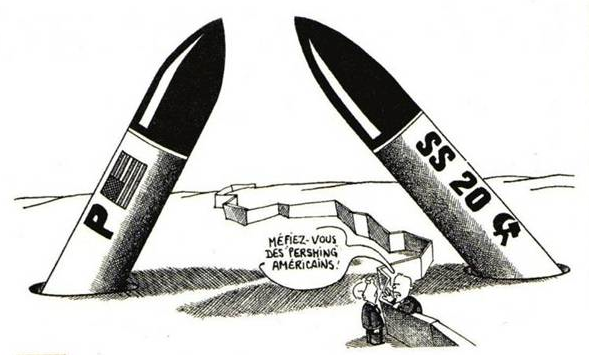 P
SS 20
MÉFIEZ-VOUS
DES PERSHING
AMÉRICAINS!